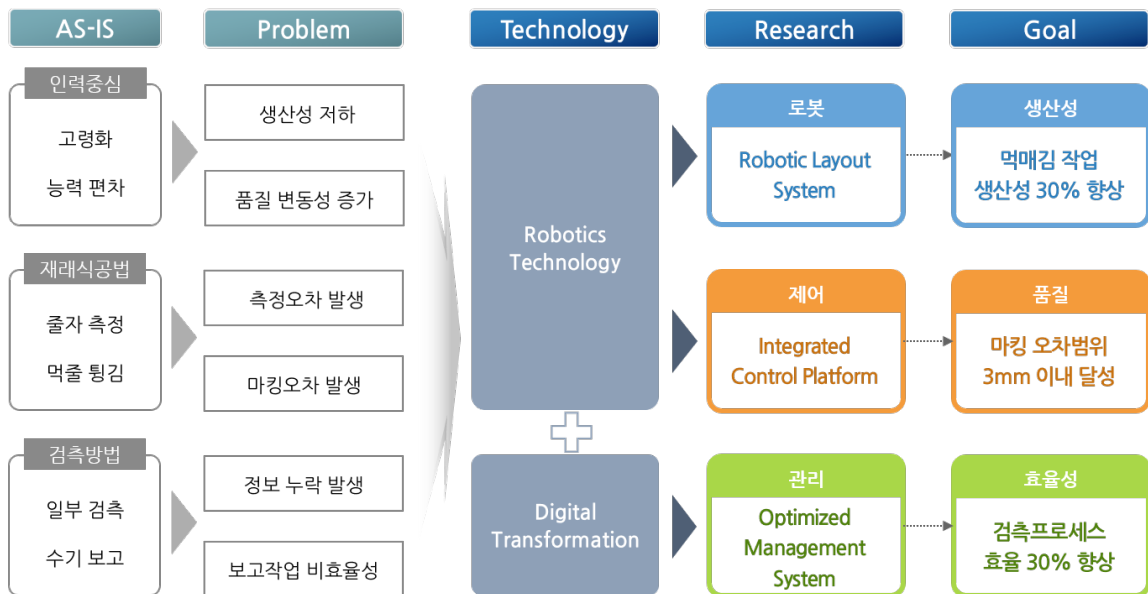 AS-IS
Problem
Technology
Research
Goal
인력중심
고령화
능력 편차
생산성 저하
품질 변동성 증가
재래식공법
줄자 측정
먹줄 튕김
측정오차 발생
마킹오차 발생
검측방법
일부 검측
수기 보고
정보 누락 발생
보고작업 비효율성
Robotics
Technology
Digital
Transformation
로봇
Robotic Layout
System
생산성
먹매김 작업
생산성 30% 향상
제어
Integrated
Control Platform
품질
마킹 오차범위
3mm 이내 달성
관리
Optimized
Management
System
효율성
검측프로세스
효율 30% 향상